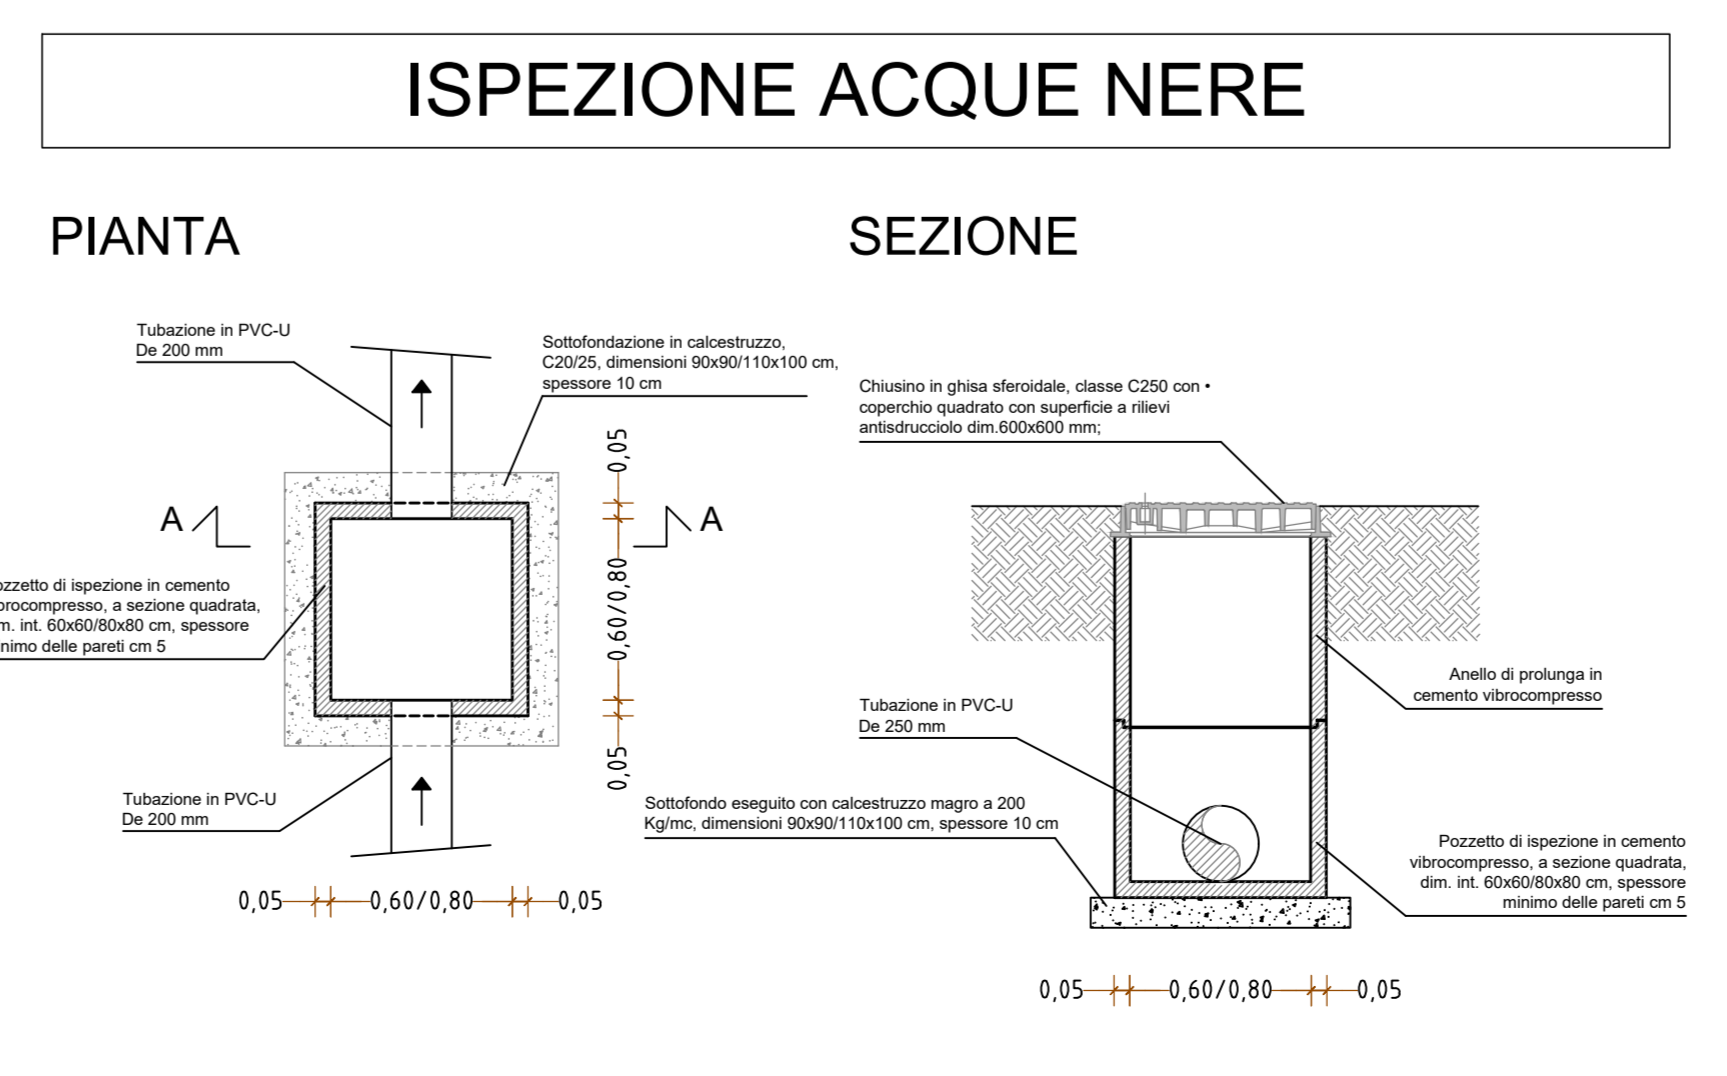 ISPEZIONE ACQUE NERE
PIANTA
SEZIONE
Tubazione in PVC-U
De 200 mm
Sottofondazione in calcestruzzo,
C20/25, dimensioni 90x90/110x100 cm,
spessore 10 cm
A
A
ozzetto di ispezione in cemento
brocompresso, a sezione quadrata,
m. int. 60x60/80x80 cm, spessore
nimo delle pareti cm 5
0,05
0,60/0,80
0,05
Tubazione in PVC-U
De 200 mm
0,05
0,60/0,80
0,05
Chiusino in ghisa sferoidale, classe C250 con •
coperchio quadrato con superficie a rilievi
antisdrucciolo dim.600x600 mm;
Anello di prolunga in
cemento vibrocompresso
Tubazione in PVC-U
De 250 mm
Sottofondo eseguito con calcestruzzo magro a 200
Kg/mc, dimensioni 90x90/110x100 cm, spessore 10 cm
Pozzetto di ispezione in cemento
vibrocompresso, a sezione quadrata,
dim. int. 60x60/80x80 cm, spessore
minimo delle pareti cm 5
0,05
0,60/0,80
0,05